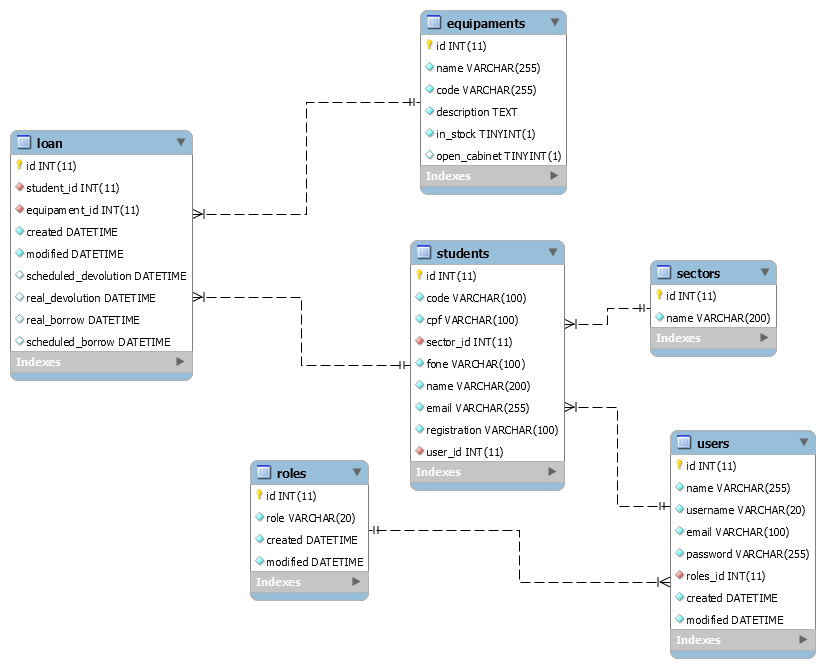 equipaments
id INT(11)
name VARCHAR(255)
code VARCHAR(255)
description TEXT
in_stock TINYINT(1)
open_cabinet TINYINT(1)
Indexes
loan
id INT(11)
student_id INT(11)
equipament_id INT(11)
created DATETIME
modified DATETIME
scheduled_devolution DATETIME
real_devolution DATETIME
real_borrow DATETIME
scheduled_borrow DATETIME
Indexes
students
id INT(11)
code VARCHAR(100)
cpf VARCHAR(100)
sector_id INT(11)
fone VARCHAR(100)
name VARCHAR(200)
email VARCHAR(255)
registration VARCHAR(100)
user_id INT(11)
Indexes
sectors
id INT(11)
name VARCHAR(200)
Indexes
roles
id INT(11)
role VARCHAR(20)
created DATETIME
modified DATETIME
Indexes
users
id INT(11)
name VARCHAR(255)
username VARCHAR(20)
email VARCHAR(100)
password VARCHAR(255)
roles_id INT(11)
created DATETIME
modified DATETIME
Indexes